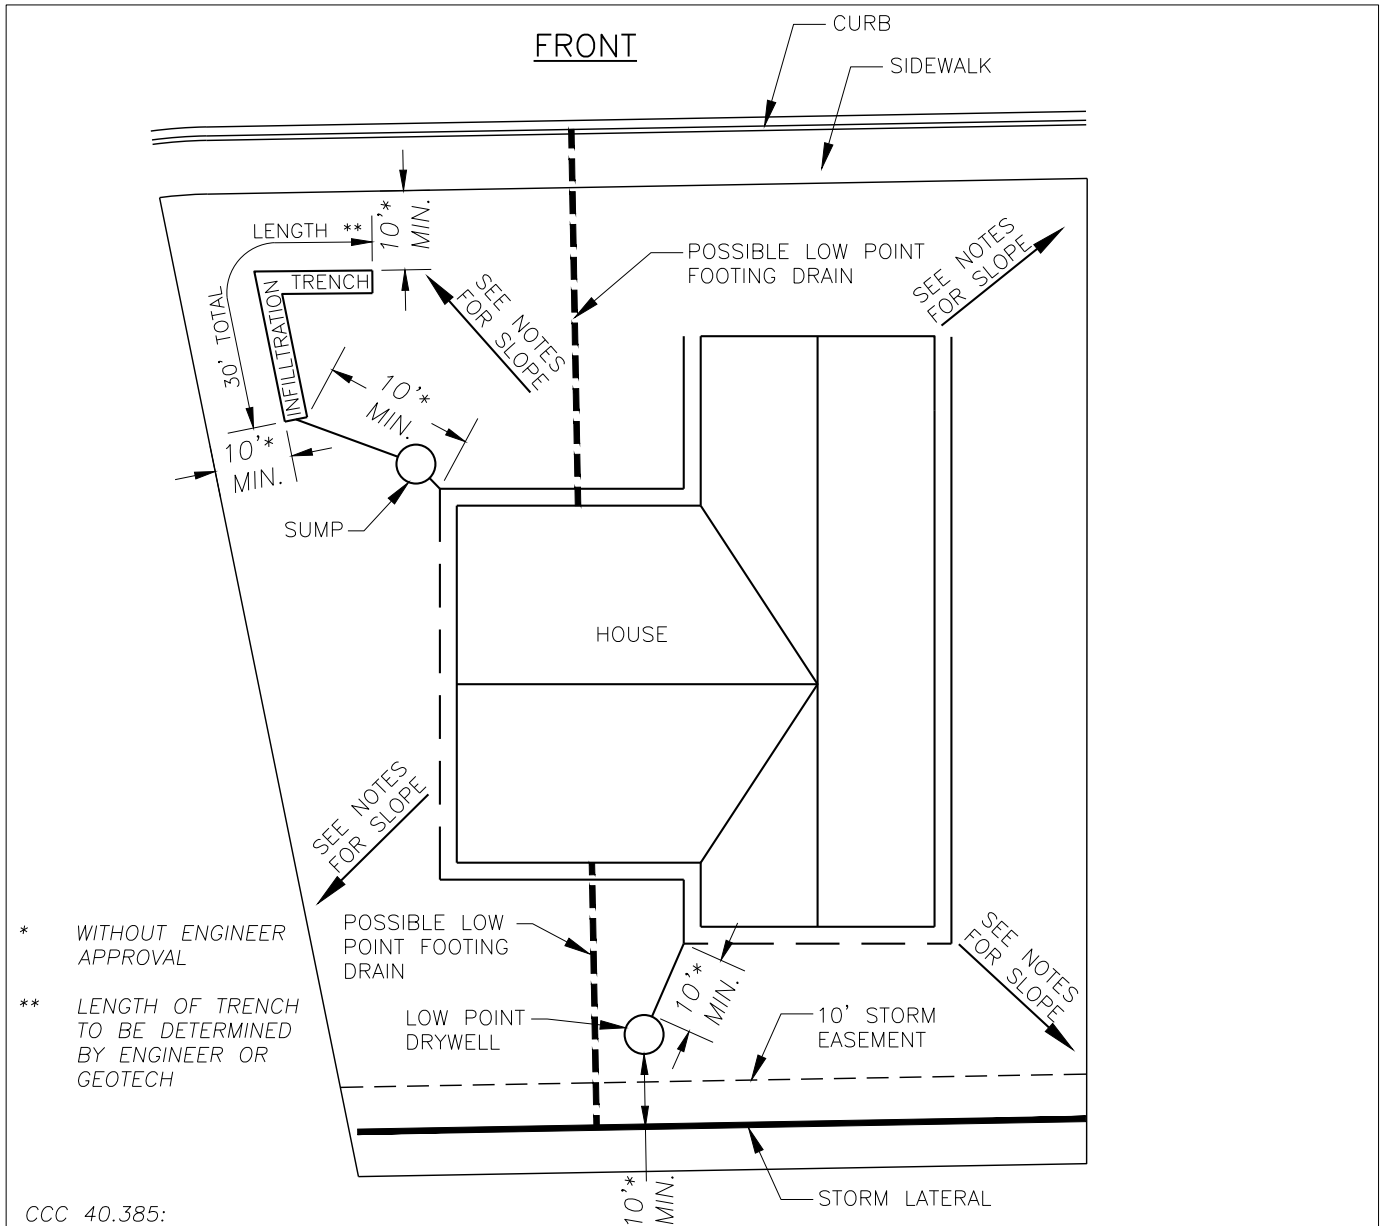 FRONT
CURB
SIDEWALK
LENGTH **
10'*
MIN.
TRENCH
INFILLTRATION
30' TOTAL
SEE NOTES
FOR SLOPE
POSSIBLE LOW POINT
FOOTING DRAIN
SEE NOTES
FOR SLOPE
10'*
MIN.
10'*
MIN.
SUMP
HOUSE
SEE NOTES
FOR SLOPE
* WITHOUT ENGINEER
APPROVAL
** LENGTH OF TRENCH
TO BE DETERMINED
BY ENGINEER OR
GEOTECH
POSSIBLE LOW
POINT FOOTING
DRAIN
LOW POINT
DRYWELL
10'*
MIN.
10' STORM
EASEMENT
SEE NOTES
FOR SLOPE
10'*
MIN.
STORM LATERAL
CCC 40.385: